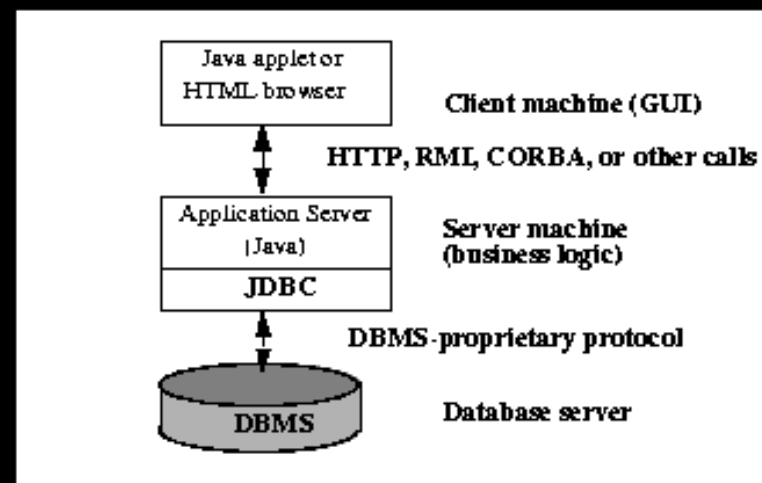 Java applet or
HTML browser
Client machine (GUI)
HTTP, RMI, CORBA, or other calls
Application Server
(Java)
JDBC
Server machine
(business logic)
DBMS-proprietary protocol
DBMS
Database server